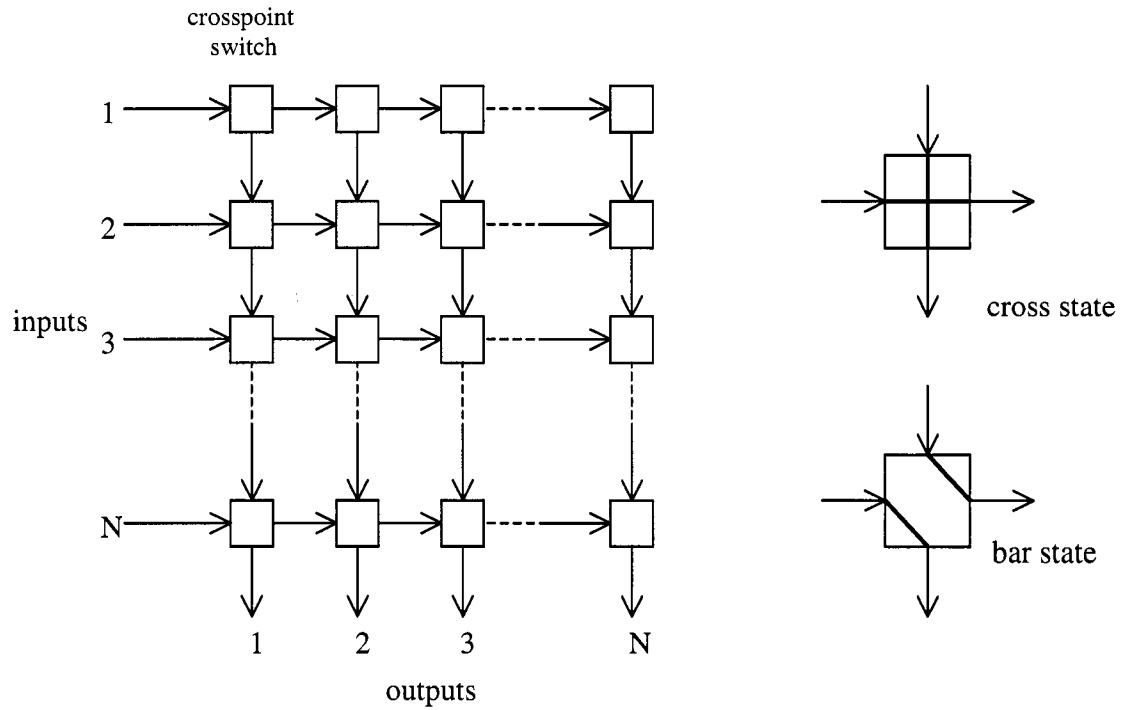 crosspoint
switch
1
2
inputs 3
N
1 2 3 N
outputs
cross state
bar state